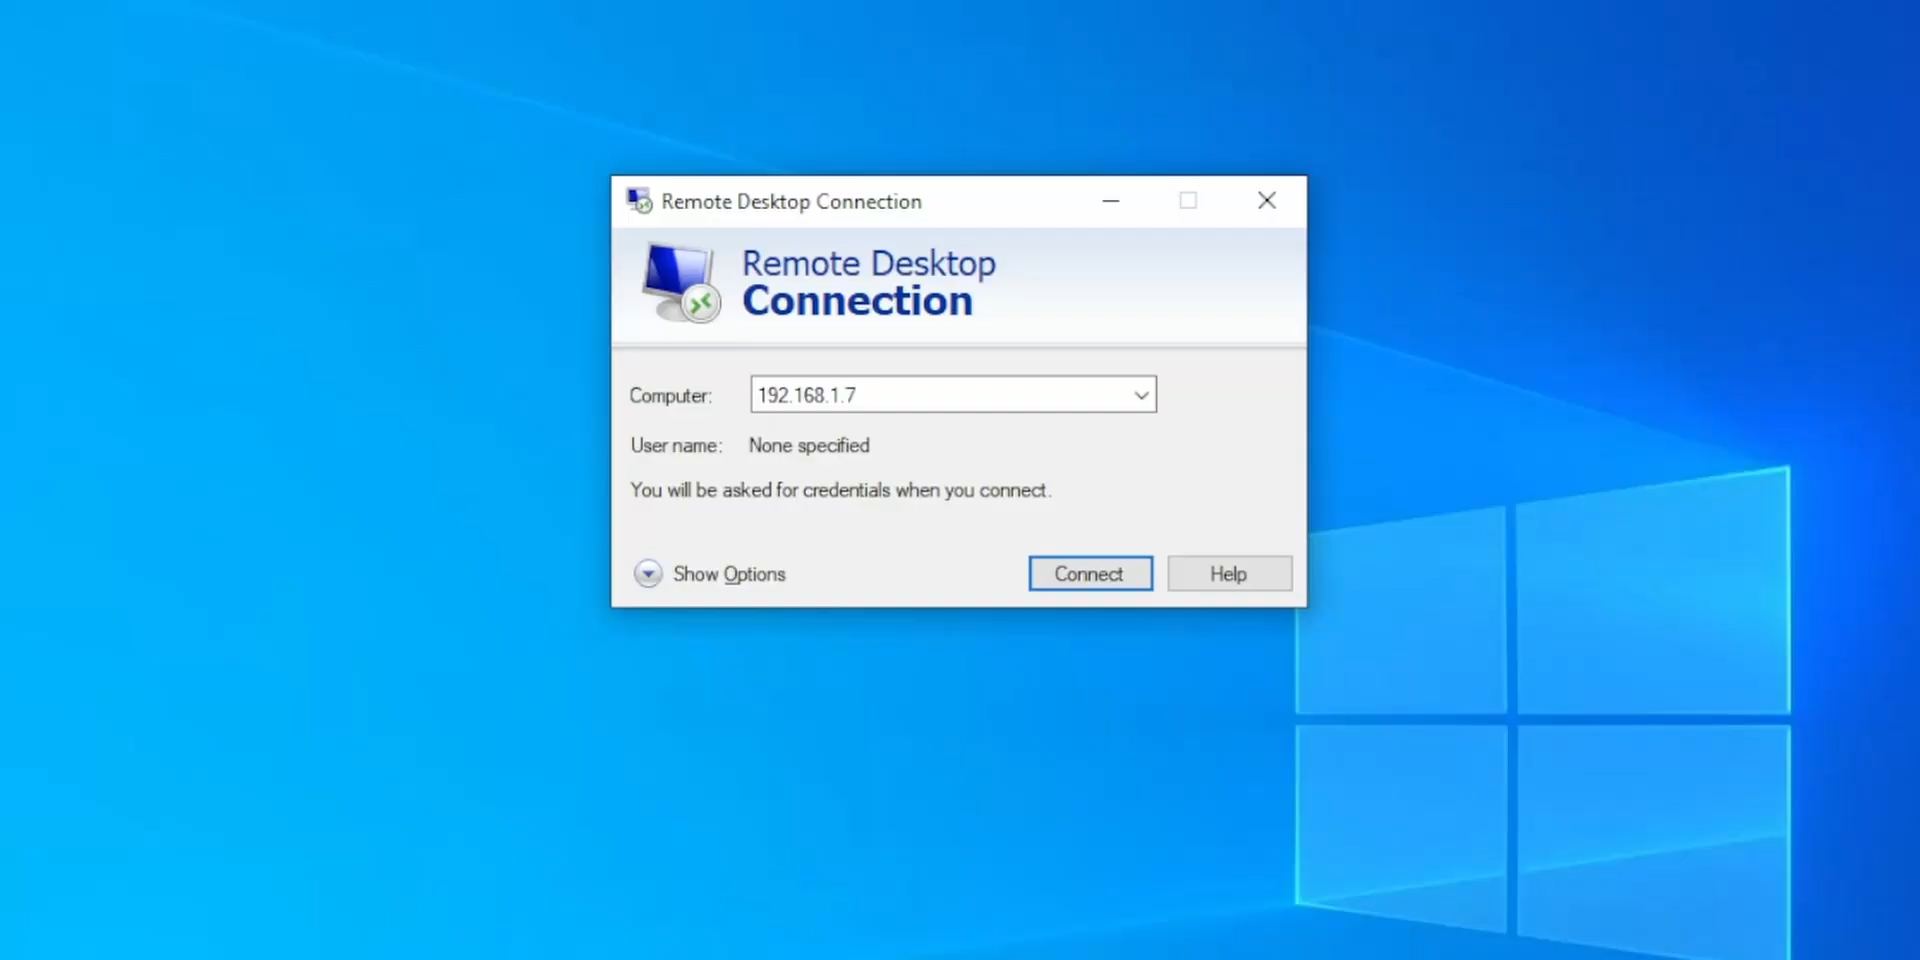 Remote Desktop Connection
Remote Desktop
Connection
Computer: 192.168.1.7
User name: None specified
You will be asked for credentials when you connect.
Show Options Connect Help